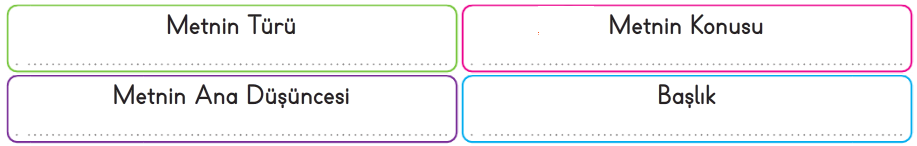 Metnin Türü
Metnin Konusu
Metnin Ana Düşüncesi
Başlık